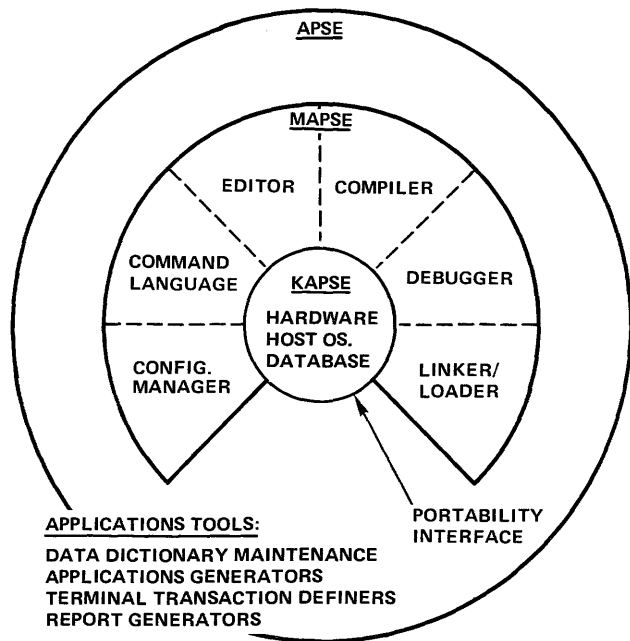 APSE
MAPSE
EDITOR
COMPILER
COMMAND
LANGUAGE
DEBUGGER
KAPSE
HARDWARE
HOST OS.
DATABASE
CONFIG.
MANAGER
LINKER/
LOADER
PORTABILITY
INTERFACE
APPLICATIONS TOOLS:
DATA DICTIONARY MAINTENANCE
APPLICATIONS GENERATORS
TERMINAL TRANSACTION DEFINERS
REPORT GENERATORS